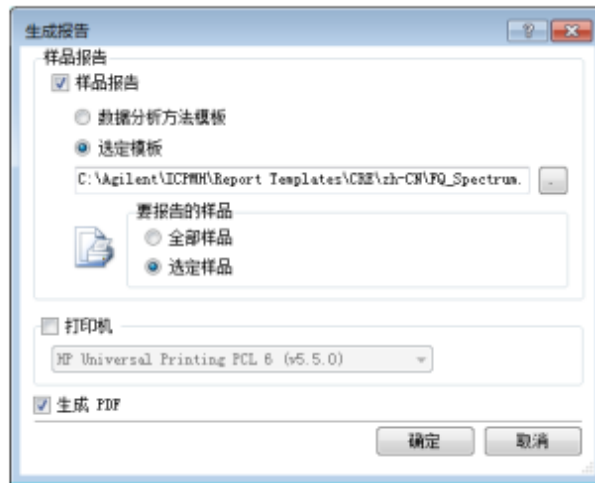 生成报告
样品报告
样品报告
数据分析方法模板
选定模板
C:\Agilent\ICPMH\Report Templates\CRE\zh-CN\FQ_Spectrum.
...
要报告的样品
全部样品
选定样品
打印机
HP Universal Printing PCL 6 (v5.5.0)
生成 PDF
确定
取消